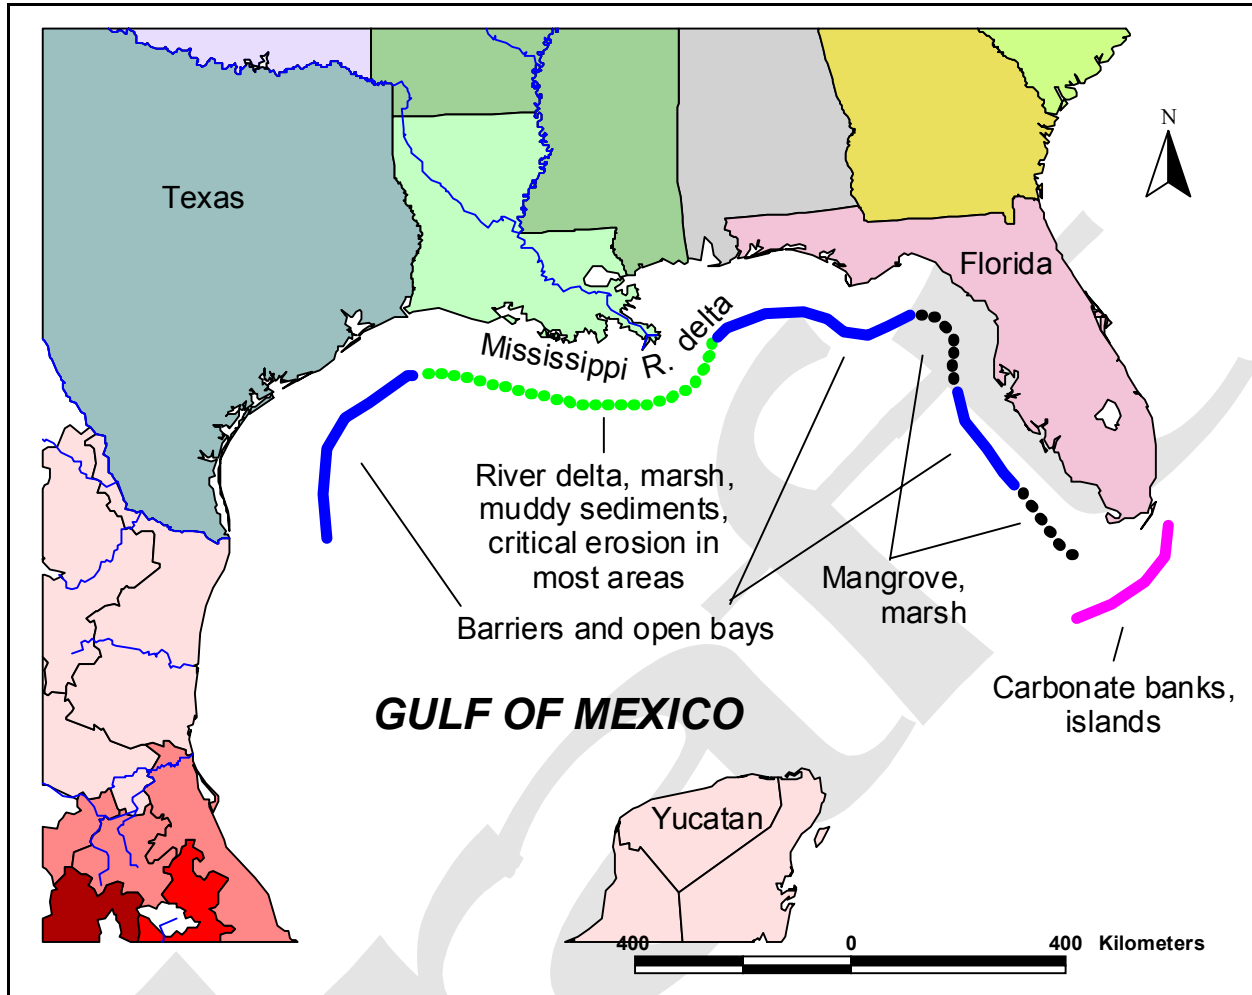 N
Texas
Florida
Mississippi R. delta
River delta, marsh,
muddy sediments,
critical erosion in
most areas
Mangrove,
marsh
Barriers and open bays
Carbonate banks,
islands
GULF OF MEXICO
Yucatan
400 0 400 Kilometers
raft